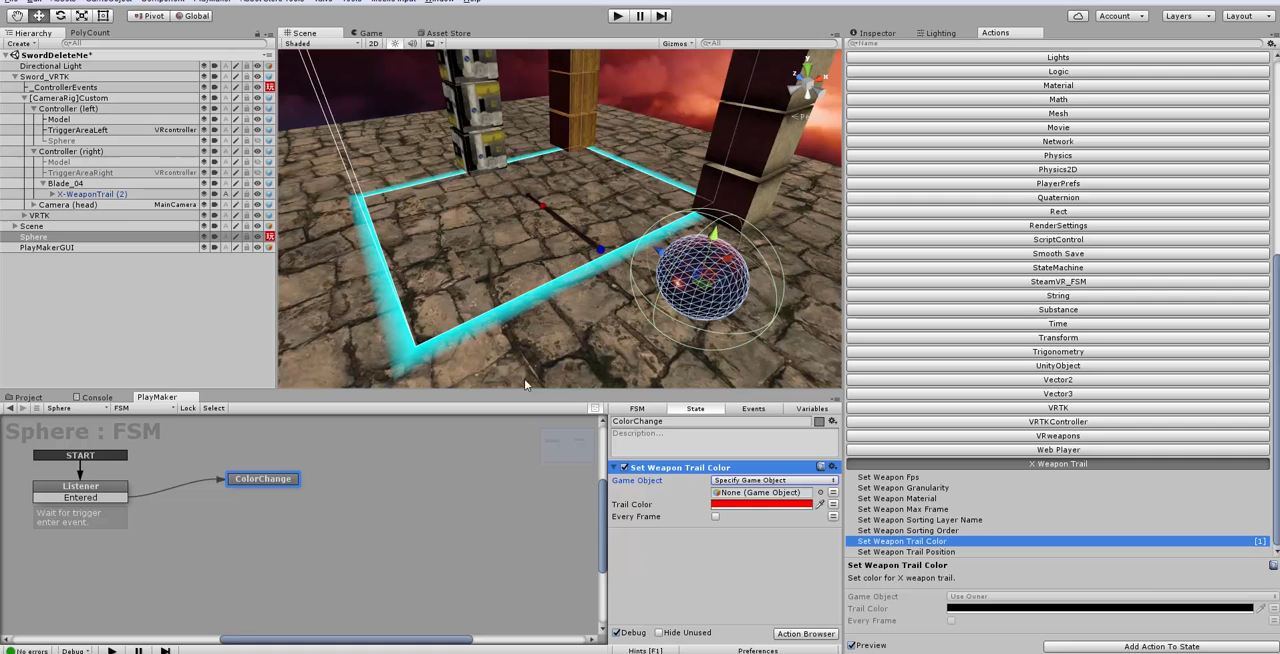 Pivot Global Account Layers Layout
Hierarchy PolyCount Scene Game Asset Store Inspector Lighting Actions
Create All Shaded 2D Gizmos All Name
SwordDeleteMe*
Directional Light
Sword_VRTK
_ControllerEvents
[CameraRig]Custom
Controller (left)
Model
TriggerAreaLeft VRcontroller
Sphere
Controller (right)
Model
TriggerAreaRight VRcontroller
Blade_04
X-WeaponTrail (2)
Camera (head) MainCamera
VRTK
Scene
Sphere
PlayMakerGUI
y
x
z
Lights
Logic
Material
Math
Mesh
Movie
Network
Physics
Physics2D
PlayerPrefs
Quaternion
Rect
RenderSettings
ScriptControl
Smooth Save
StateMachine
SteamVR_FSM
String
Substance
Time
Transform
Trigonometry
UnityObject
Vector2
Vector3
VRTK
VRTKController
VRweapons
Web Player
X Weapon Trail
Set Weapon Fps
Set Weapon Granularity
Set Weapon Material
Set Weapon Max Frame
Set Weapon Sorting Layer Name
Set Weapon Sorting Order
Set Weapon Trail Color [1]
Set Weapon Trail Position
Set Weapon Trail Color
Set color for X weapon trail.
Game Object Use Owner
Trail Color
Every Frame
Preview Add Action To State
Project Console PlayMaker
Sphere FSM Lock Select
Sphere : FSM
START
Listener
Entered
Wait for trigger
enter event.
ColorChange
FSM State Events Variables
ColorChange
Description...
Set Weapon Trail Color
Game Object Specify Game Object
None (Game Object)
Trail Color
Every Frame
Debug Hide Unused Action Browser
Hints [F1] Preferences
No errors Debug